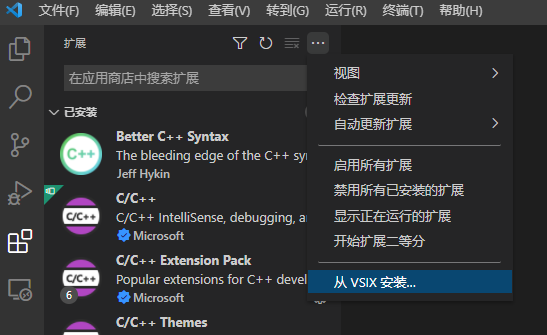 文件(F) 编辑(E) 选择(S) 查看(V) 转到(G) 运行(R) 终端(T) 帮助(H)
扩展
在应用商店中搜索扩展
已安装
C++
Better C++ Syntax
The bleeding edge of the C++ sy
Jeff Hykin
C/C++
C/C++
C/C++ IntelliSense, debugging, a
Microsoft
C/C++
6
C/C++ Extension Pack
Popular extensions for C++ devel
Microsoft
C/C++
C/C++ Themes
视图
检查扩展更新
自动更新扩展
启用所有扩展
禁用所有已安装的扩展
显示正在运行的扩展
开始扩展二等分
从 VSIX 安装...